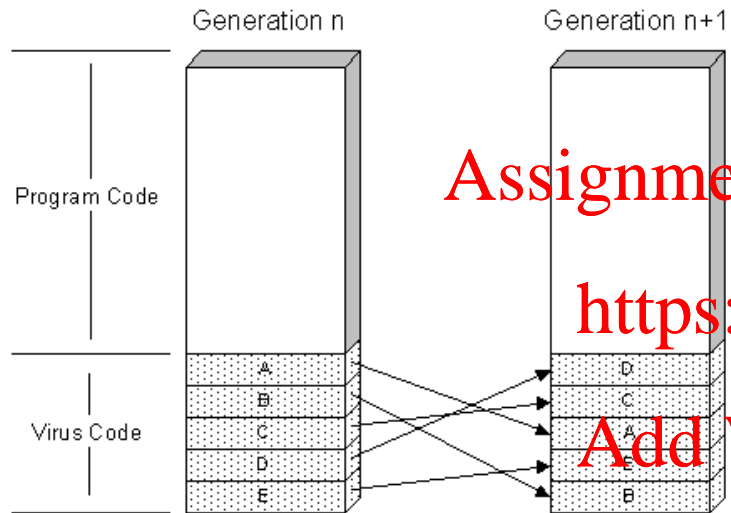 Generation n
Generation n+1
Program Code
Assignme
https:
Virus Code
A
B
C
D
E
D
C
A
E
B
Add